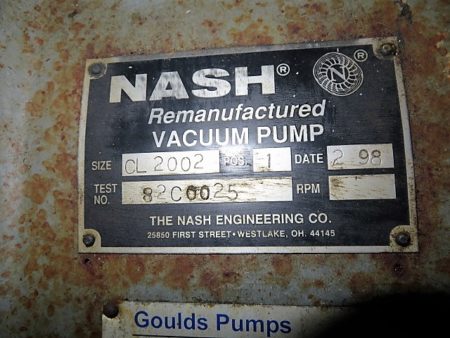 NASH® N ®
Remanufactured
VACUUM PUMP
SIZE CL 2002 POS. 1 DATE 2 98
TEST NO. 82C0025 RPM
THE NASH ENGINEERING CO.
25850 FIRST STREET • WESTLAKE, OH. 44145
Goulds Pumps